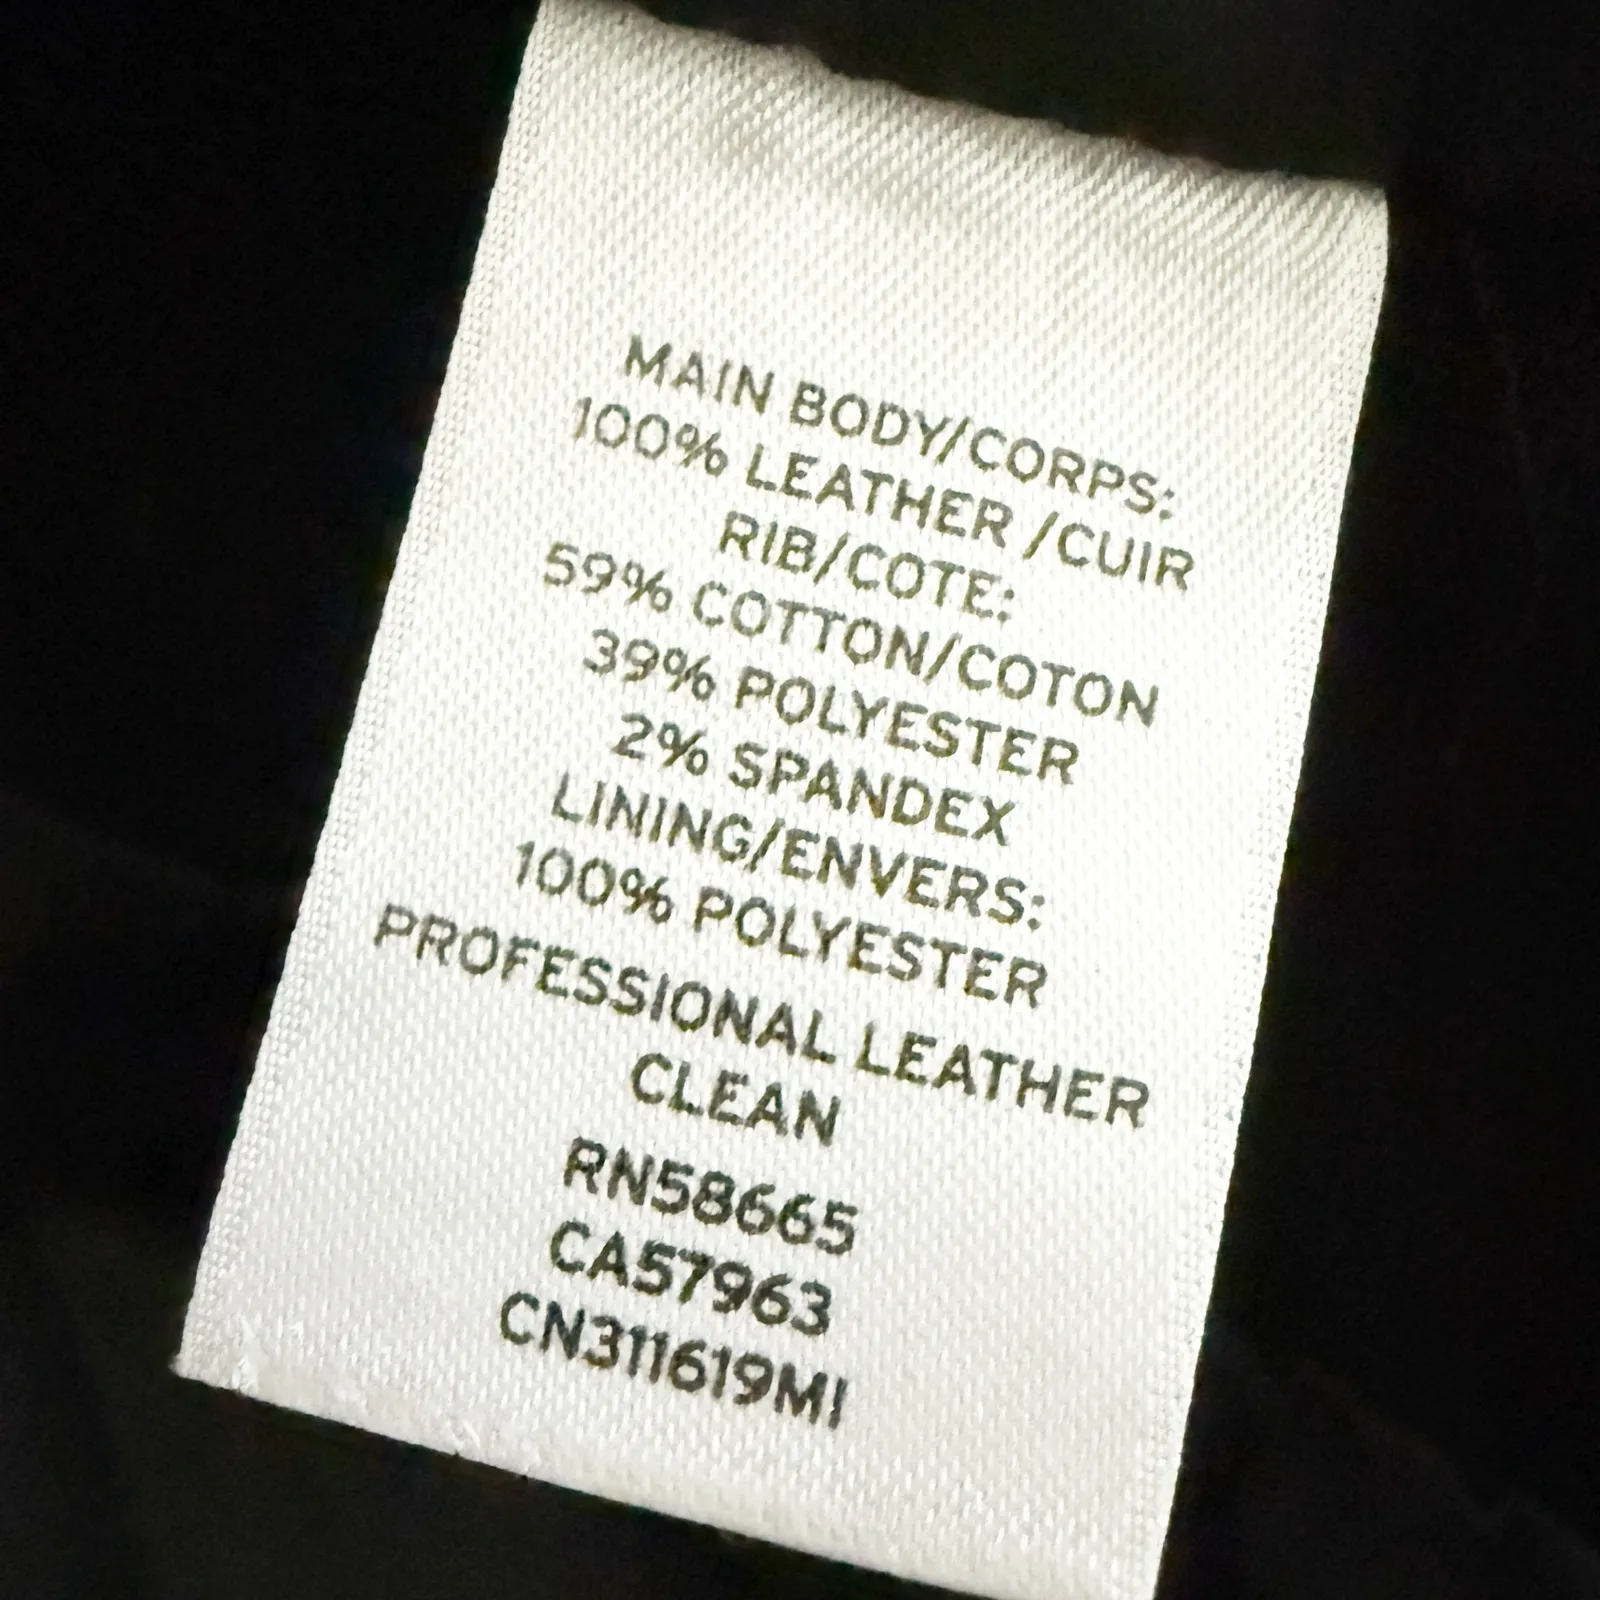 MAIN BODY/CORPS:
100% LEATHER /CUIR
RIB/COTE:
59% COTTON/COTON
39% POLYESTER
2% SPANDEX
LINING/ENVERS:
100% POLYESTER
PROFESSIONAL LEATHER
CLEAN
RN58665
CA57963
CN311619MI